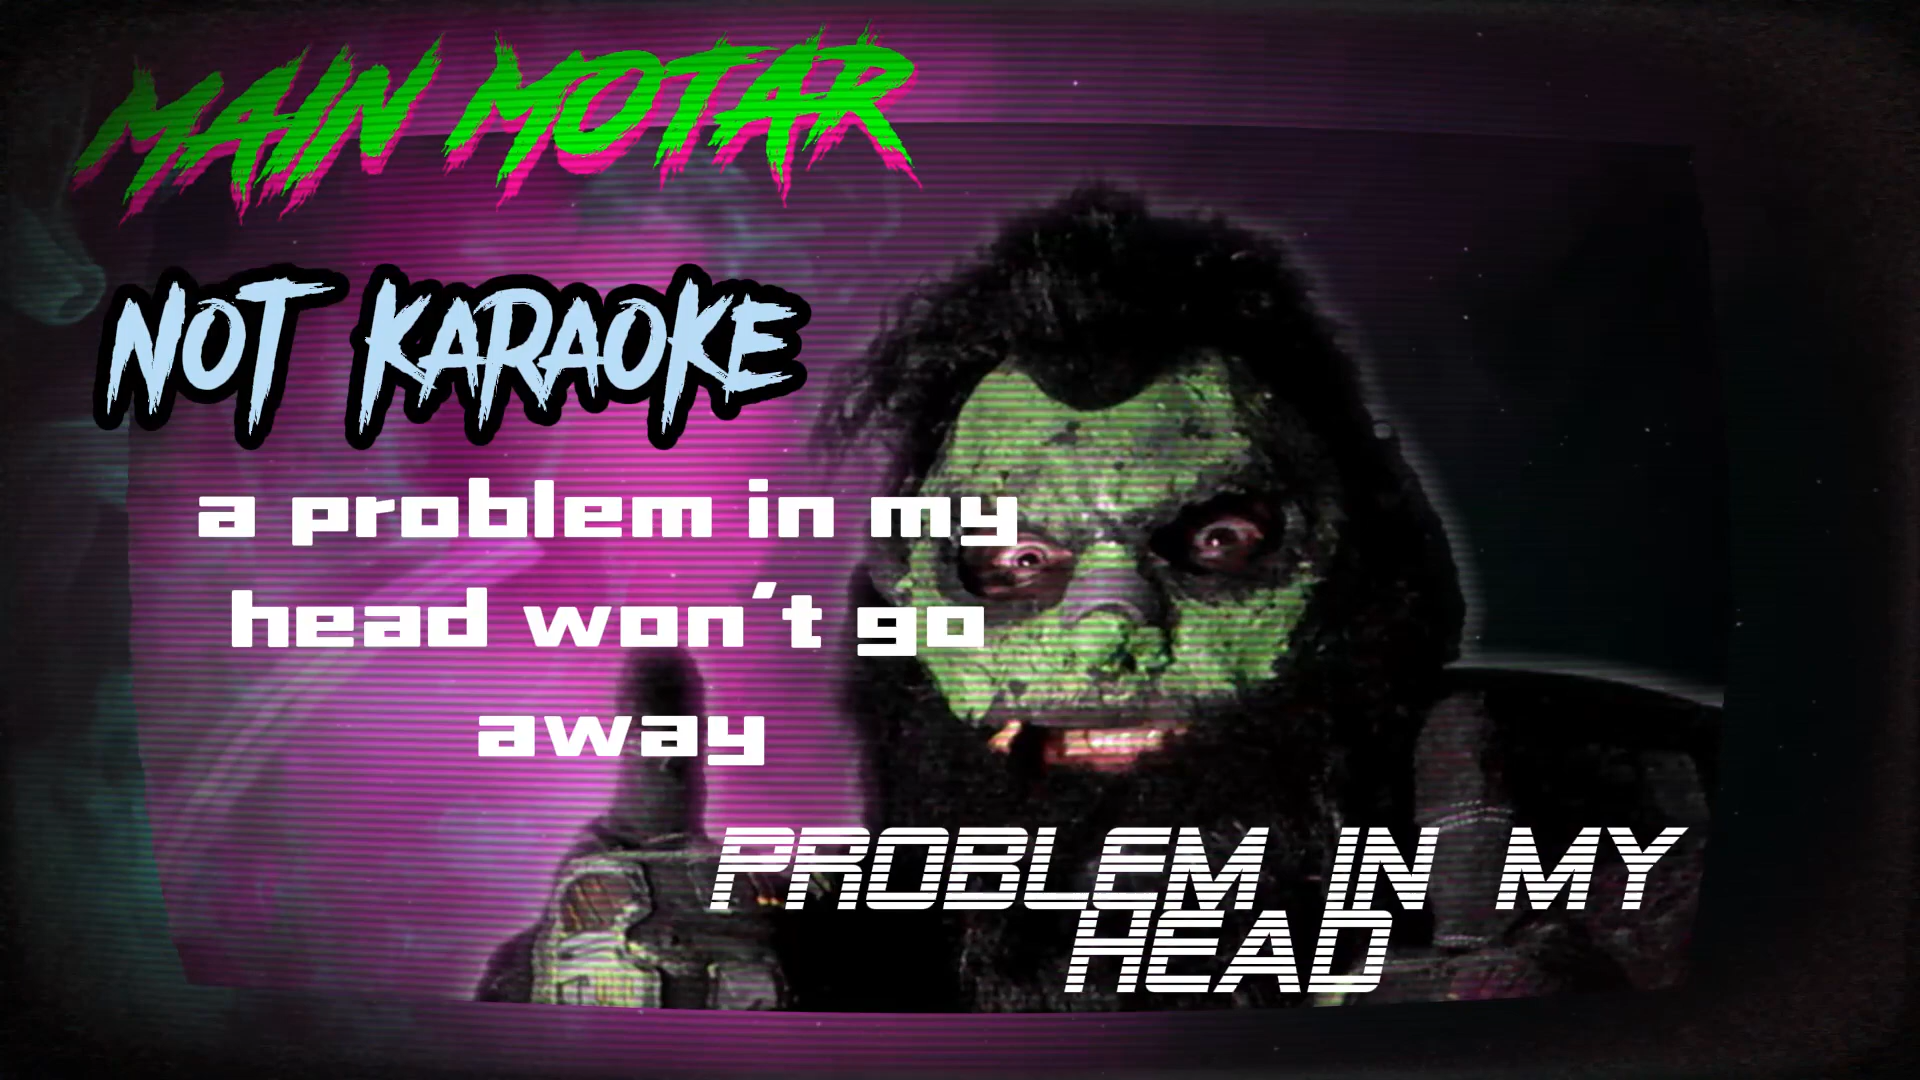 MAIN MOTAR
NOT KARAOKE
a problem in my
head won't go
away
PROBLEM IN MY
HEAD